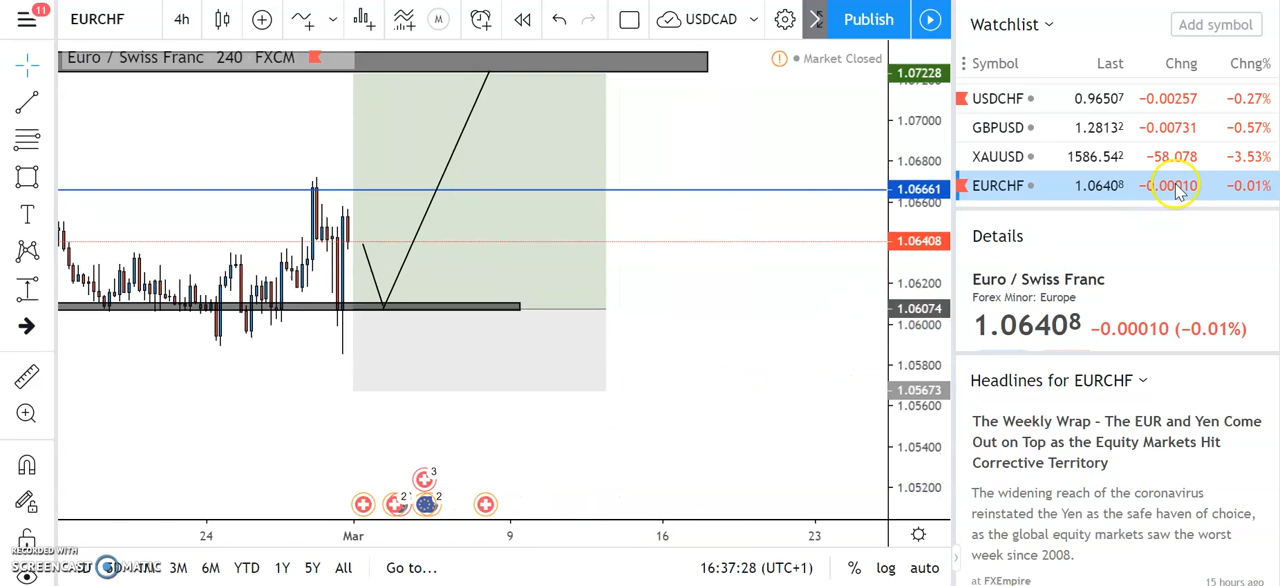 11
EURCHF
4h
M
USDCAD
Publish
Watchlist
Add symbol
Euro / Swiss Franc 240 FXCM
Market Closed
Symbol Last Chng Chng%
USDCHF 0.96507 −0.00257 −0.27%
GBPUSD 1.28132 −0.00731 −0.57%
XAUUSD 1586.542 −58.078 −3.53%
EURCHF 1.06408 −0.00010 −0.01%
1.07228
1.07000
1.06800
1.06661
1.06600
1.06408
1.06200
1.06074
1.06000
1.05800
1.05673
1.05600
1.05400
1.05200
Details
Euro / Swiss Franc
Forex Minor: Europe
1.06408 −0.00010 (−0.01%)
Headlines for EURCHF
The Weekly Wrap - The EUR and Yen Come
Out on Top as the Equity Markets Hit
Corrective Territory
The widening reach of the coronavirus
reinstated the Yen as the safe haven of choice,
as the global equity markets saw the worst
week since 2008.
at FXEmpire 15 hours ago
3
2
2
24 Mar 9 16 23
RECORDED WITH
SCREENCAST MATIC
3M 6M YTD 1Y 5Y All Go to... 16:37:28 (UTC+1) % log auto